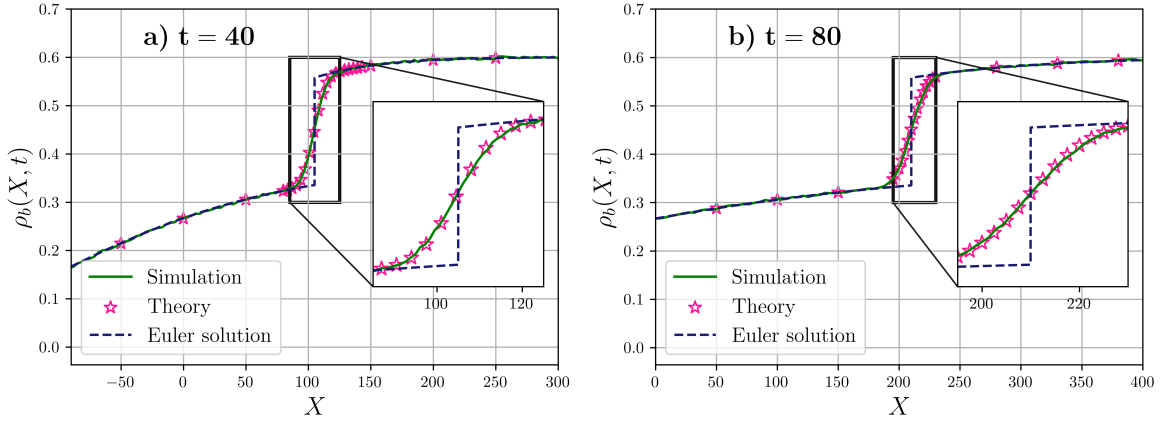 a) t = 40
ρ_b(X, t)
0.7
0.6
0.5
0.4
0.3
0.2
0.1
0.0
−50 0 50 100 150 200 250 300
X
100 120
Simulation
Theory
Euler solution
b) t = 80
ρ_b(X, t)
0.7
0.6
0.5
0.4
0.3
0.2
0.1
0.0
0 50 100 150 200 250 300 350 400
X
200 220
Simulation
Theory
Euler solution